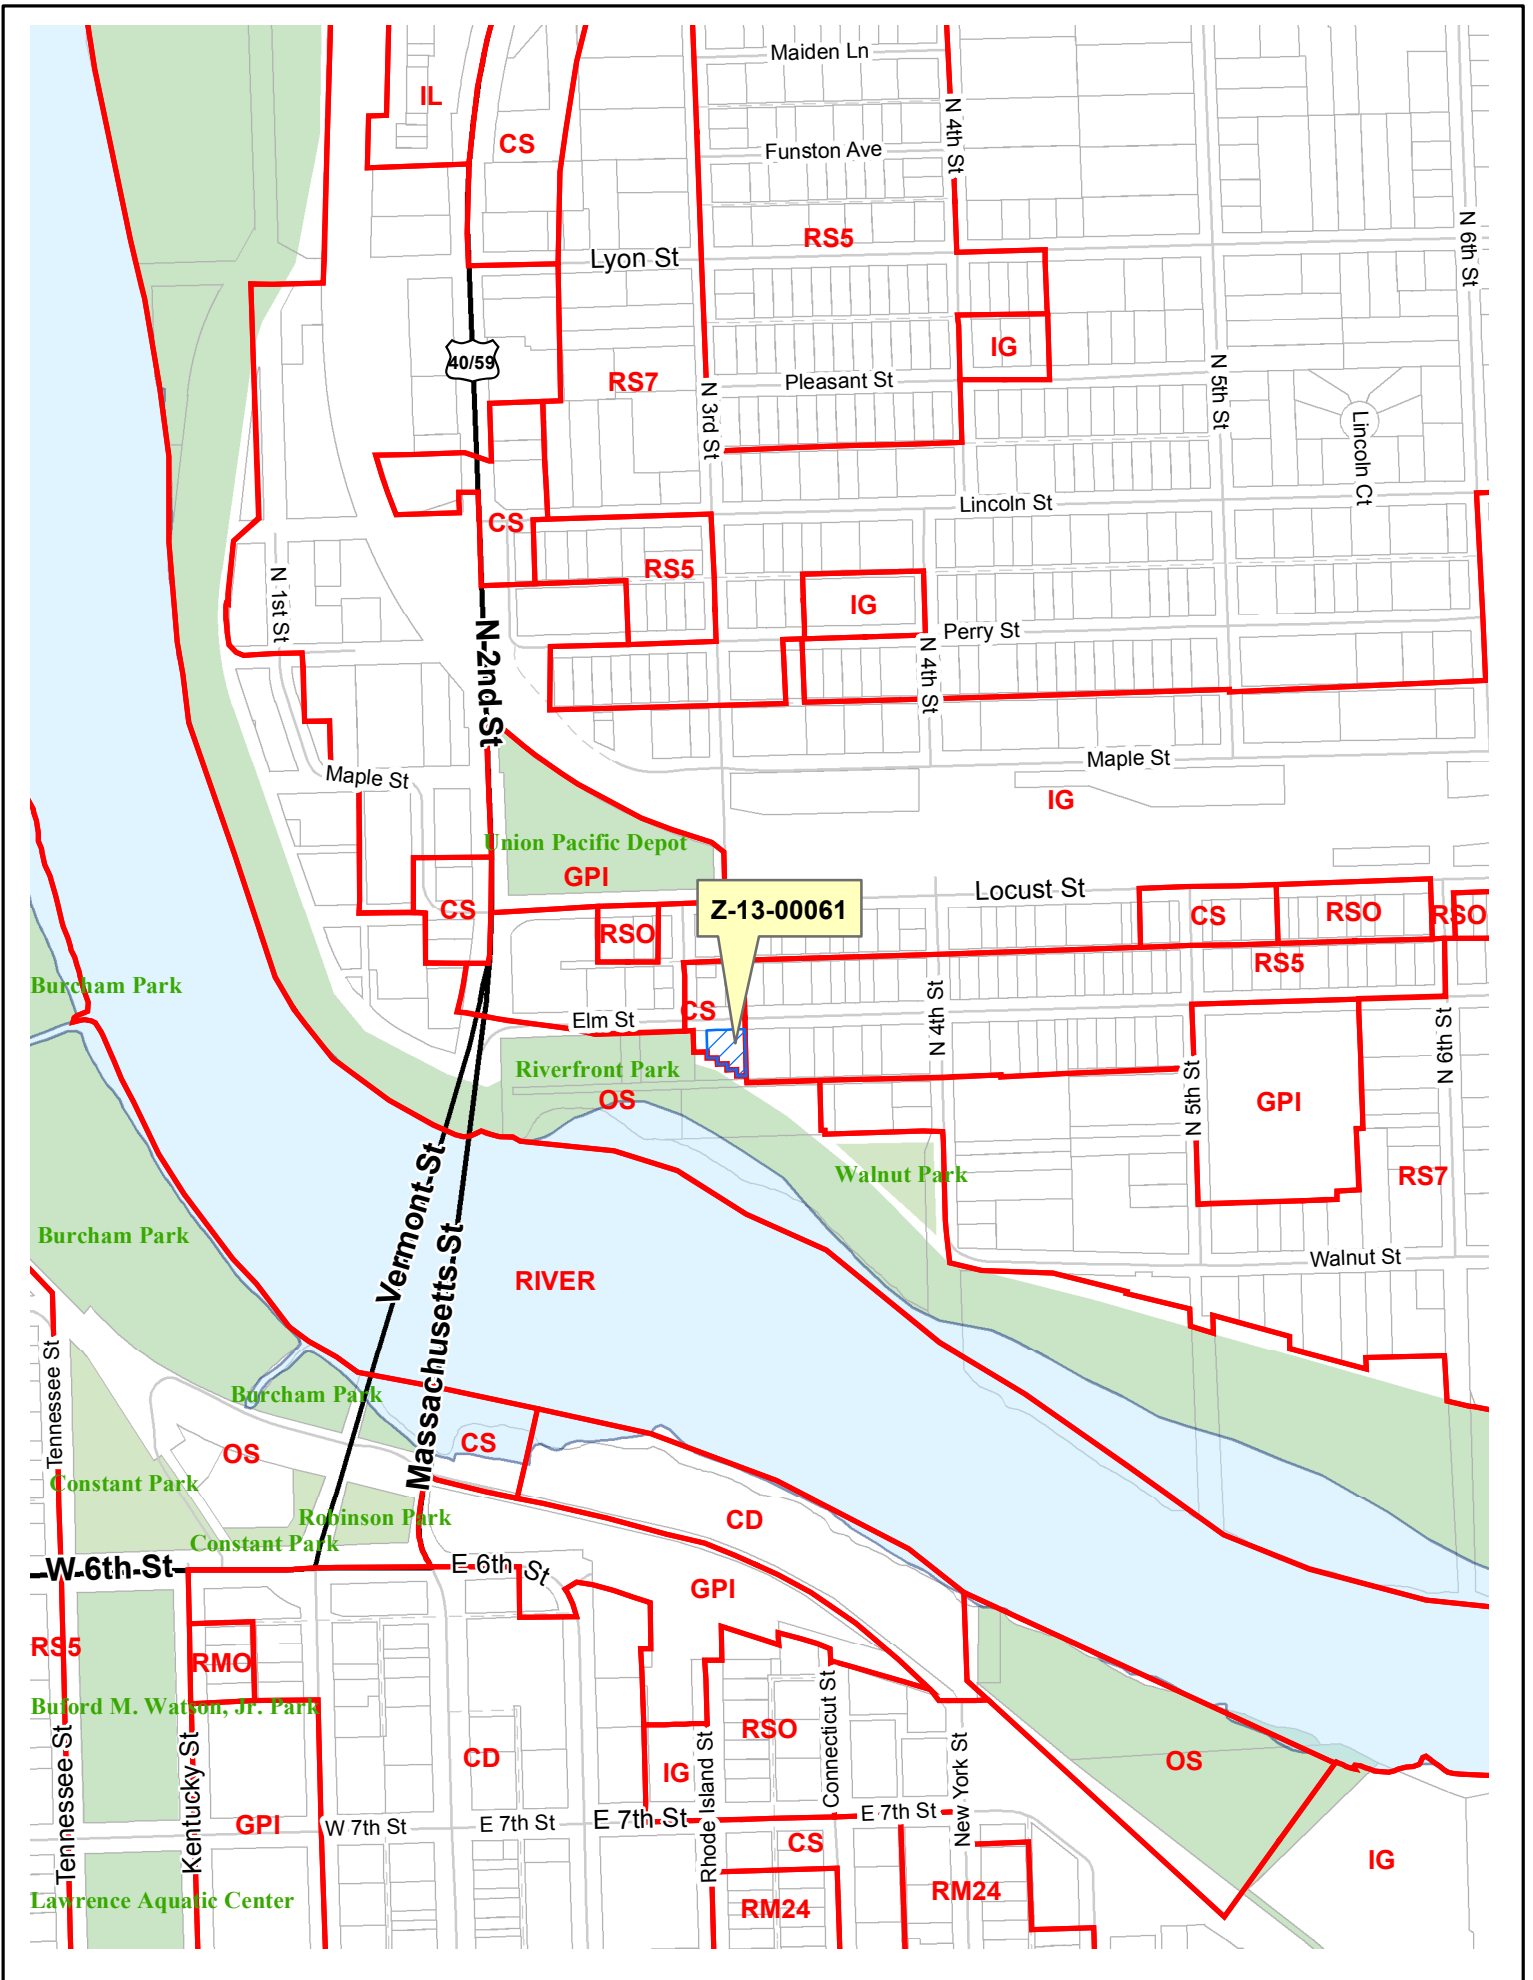 Maiden Ln
IL
CS
N 4th St
Funston Ave
RS5
N 6th St
Lyon St
40/59
IG
RS7
Pleasant St
N 3rd St
N 5th St
Lincoln Ct
Lincoln St
CS
RS5
N 1st St
IG
Perry St
N 2nd St
N 4th St
Maple St
Maple St
IG
Union Pacific Depot
GPI
Locust St
Z-13-00061
CS
RSO
CS
RSO
RSO
RS5
Burcham Park
CS
Elm St
N 4th St
N 6th St
Riverfront Park
OS
N 5th St
GPI
Vermont St
Walnut Park
RS7
Burcham Park
Massachusetts St
RIVER
Walnut St
Tennessee St
Burcham Park
OS
CS
Constant Park
Robinson Park
CD
Constant Park
W 6th St
E 6th St
GPI
RS5
RMO
Buford M. Watson, Jr. Park
Tennessee St
Kentucky St
CD
RSO
Connecticut St
IG
Rhode Island St
New York St
OS
GPI
W 7th St
E 7th St
E 7th St
E 7th St
CS
IG
Lawrence Aquatic Center
RM24
RM24